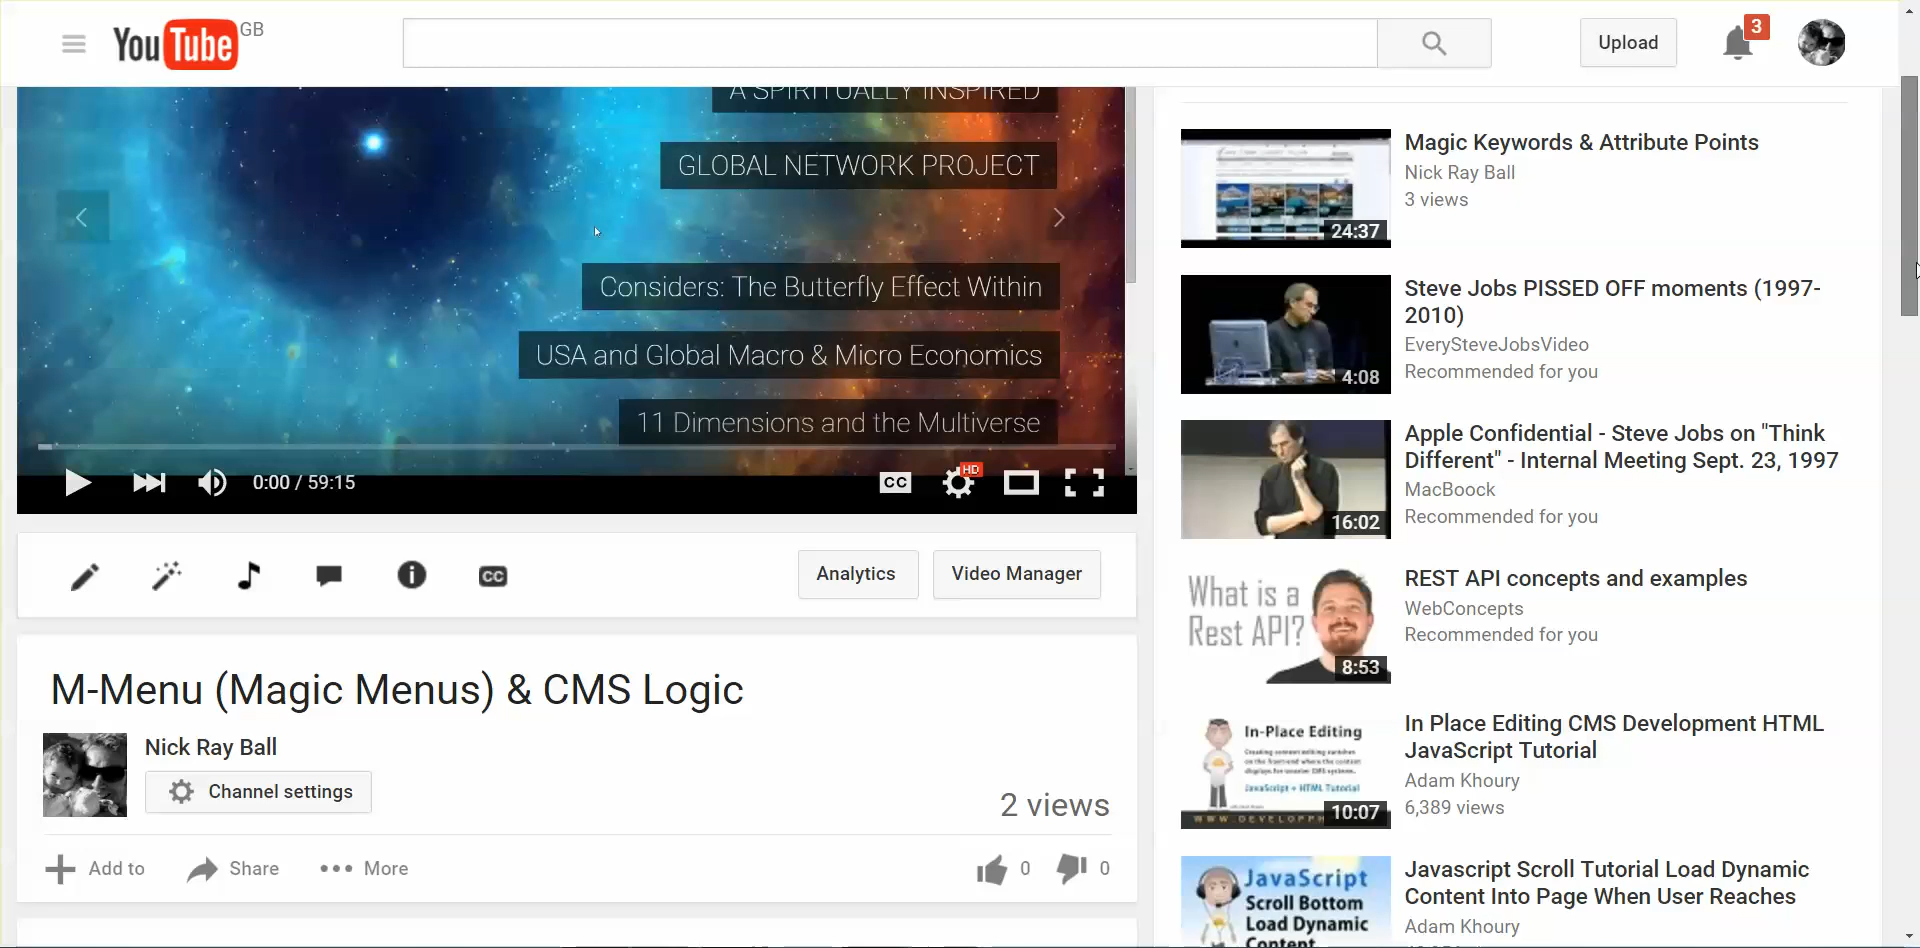 YouTube GB
Upload
3
A SPIRITUALLY INSPIRED
GLOBAL NETWORK PROJECT
Considers: The Butterfly Effect Within
USA and Global Macro & Micro Economics
11 Dimensions and the Multiverse
0:00 / 59:15
CC
HD
CC
Analytics
Video Manager
M-Menu (Magic Menus) & CMS Logic
Nick Ray Ball
Channel settings
2 views
Add to
Share
More
0
0
24:37
Magic Keywords & Attribute Points
Nick Ray Ball
3 views
4:08
Steve Jobs PISSED OFF moments (1997-
2010)
EverySteveJobsVideo
Recommended for you
16:02
Apple Confidential - Steve Jobs on "Think
Different" - Internal Meeting Sept. 23, 1997
MacBoock
Recommended for you
What is a
Rest API?
8:53
REST API concepts and examples
WebConcepts
Recommended for you
In-Place Editing
JavaScript + HTML Tutorial
10:07
In Place Editing CMS Development HTML
JavaScript Tutorial
Adam Khoury
6,389 views
JavaScript
Scroll Bottom
Load Dynamic
Content
Javascript Scroll Tutorial Load Dynamic
Content Into Page When User Reaches
Adam Khoury